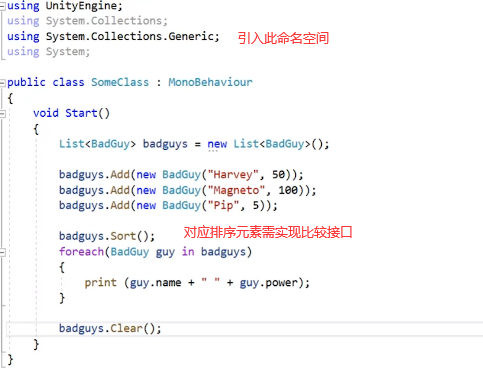 using UnityEngine;
using System.Collections;
using System.Collections.Generic; 引入此命名空间
using System;
public class SomeClass : MonoBehaviour
{
void Start()
{
List<BadGuy> badguys = new List<BadGuy>();
badguys.Add(new BadGuy("Harvey", 50));
badguys.Add(new BadGuy("Magneto", 100));
badguys.Add(new BadGuy("Pip", 5));
badguys.Sort(); 对应排序元素需实现比较接口
foreach(BadGuy guy in badguys)
{
print (guy.name + " " + guy.power);
}
badguys.Clear();
}
}